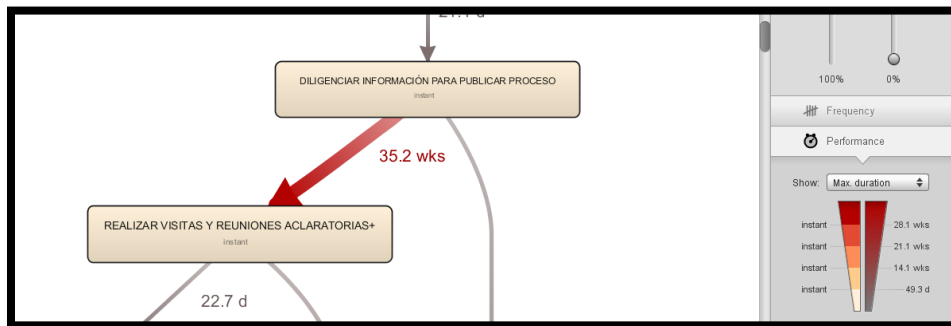 DILIGENCIAR INFORMACIÓN PARA PUBLICAR PROCESO
instant
35.2 wks
REALIZAR VISITAS Y REUNIONES ACLARATORIAS+
instant
22.7 d
100% 0%
Frequency
Performance
Show: Max. duration
instant 28.1 wks
instant 21.1 wks
instant 14.1 wks
instant 49.3 d